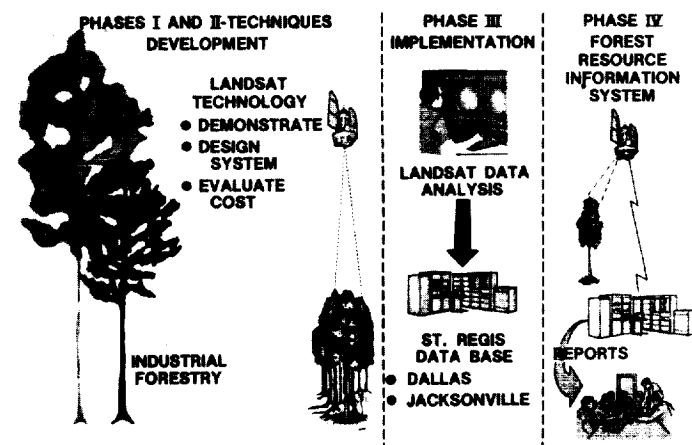 PHASES I AND II-TECHNIQUES
DEVELOPMENT
LANDSAT
TECHNOLOGY
● DEMONSTRATE
● DESIGN
SYSTEM
● EVALUATE
COST
INDUSTRIAL
FORESTRY
PHASE III
IMPLEMENTATION
LANDSAT DATA
ANALYSIS
ST. REGIS
DATA BASE
● DALLAS
● JACKSONVILLE
PHASE IV
FOREST
RESOURCE
INFORMATION
SYSTEM
REPORTS